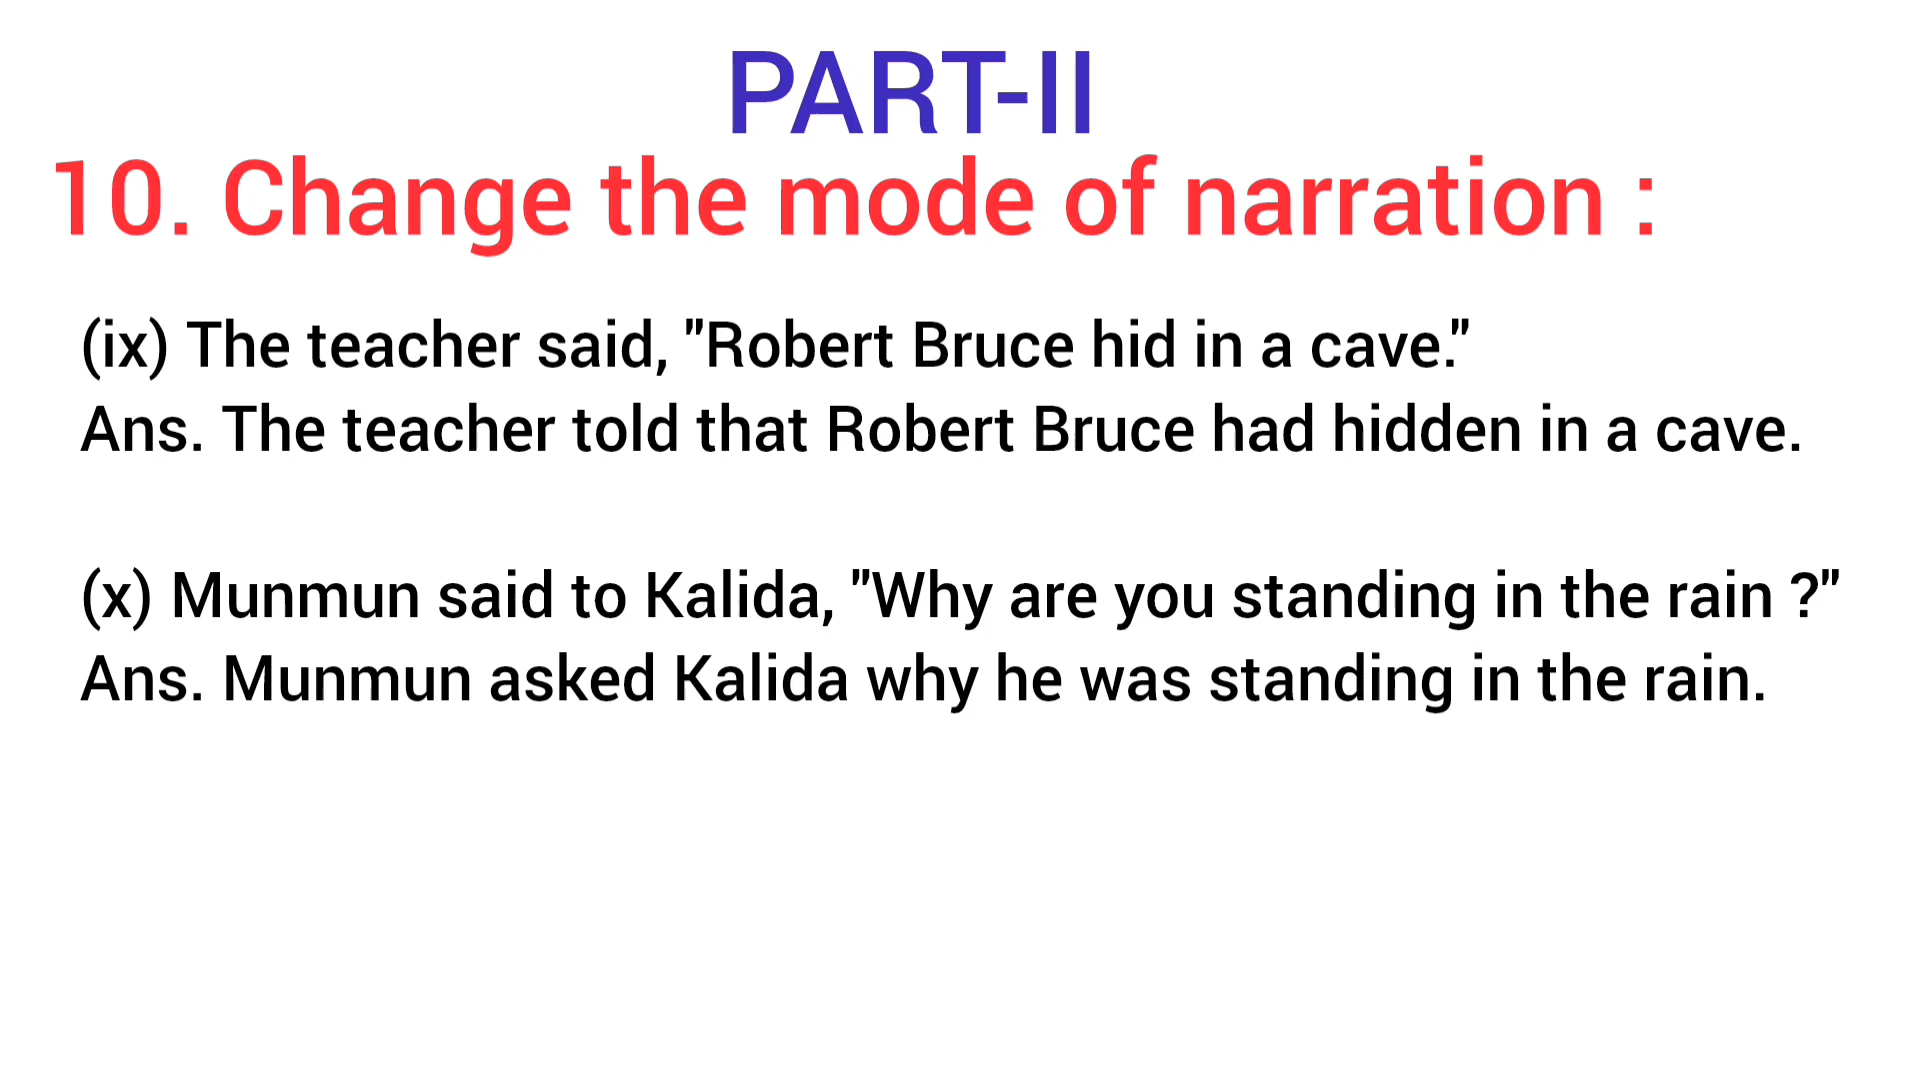 PART-II
10. Change the mode of narration :
(ix) The teacher said, "Robert Bruce hid in a cave."
Ans. The teacher told that Robert Bruce had hidden in a cave.
(x) Munmun said to Kalida, "Why are you standing in the rain ?"
Ans. Munmun asked Kalida why he was standing in the rain.